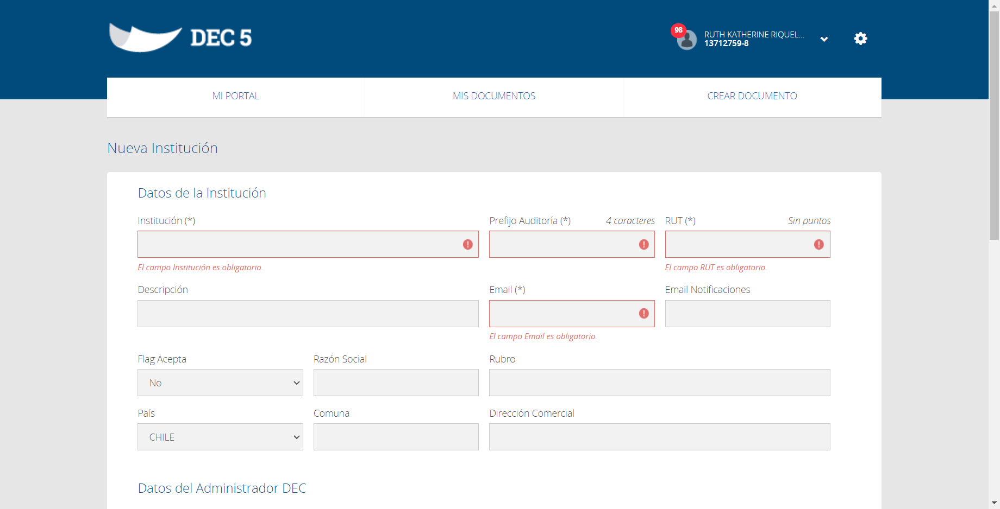 DEC 5
98
RUTH KATHERINE RIQUEL...
13712759-8
MI PORTAL
MIS DOCUMENTOS
CREAR DOCUMENTO
Nueva Institución
Datos de la Institución
Institución (*)
Prefijo Auditoría (*) 4 caracteres
RUT (*) Sin puntos
El campo Institución es obligatorio.
El campo RUT es obligatorio.
Descripción
Email (*)
Email Notificaciones
El campo Email es obligatorio.
Flag Acepta
Razón Social
Rubro
No
País
Comuna
Dirección Comercial
CHILE
Datos del Administrador DEC